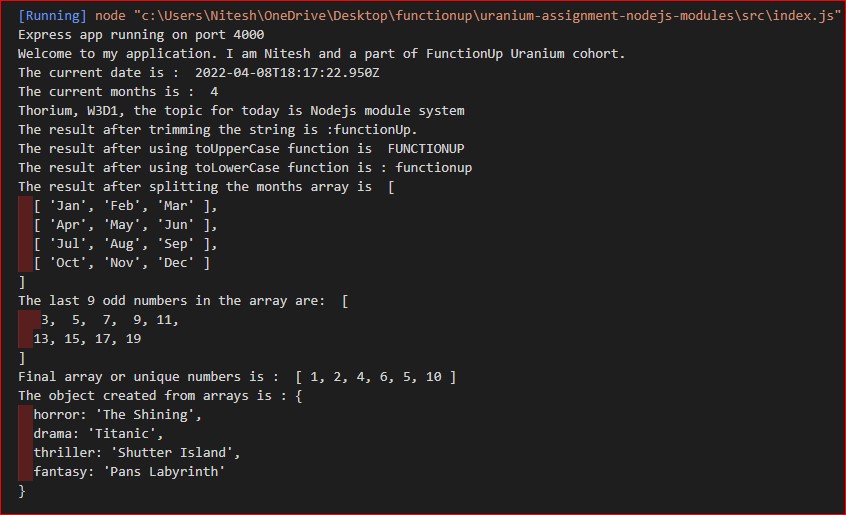 [Running] node "c:\Users\Nitesh\OneDrive\Desktop\functionup\uranium-assignment-nodejs-modules\src\index.js"
Express app running on port 4000
Welcome to my application. I am Nitesh and a part of FunctionUp Uranium cohort.
The current date is :  2022-04-08T18:17:22.950Z
The current months is :  4
Thorium, W3D1, the topic for today is Nodejs module system
The result after trimming the string is :functionUp.
The result after using toUpperCase function is  FUNCTIONUP
The result after using toLowerCase function is : functionup
The result after splitting the months array is  [
  [ 'Jan', 'Feb', 'Mar' ],
  [ 'Apr', 'May', 'Jun' ],
  [ 'Jul', 'Aug', 'Sep' ],
  [ 'Oct', 'Nov', 'Dec' ]
]
The last 9 odd numbers in the array are:  [
   3,  5,  7,  9, 11,
  13, 15, 17, 19
]
Final array or unique numbers is :  [ 1, 2, 4, 6, 5, 10 ]
The object created from arrays is : {
  horror: 'The Shining',
  drama: 'Titanic',
  thriller: 'Shutter Island',
  fantasy: 'Pans Labyrinth'
}